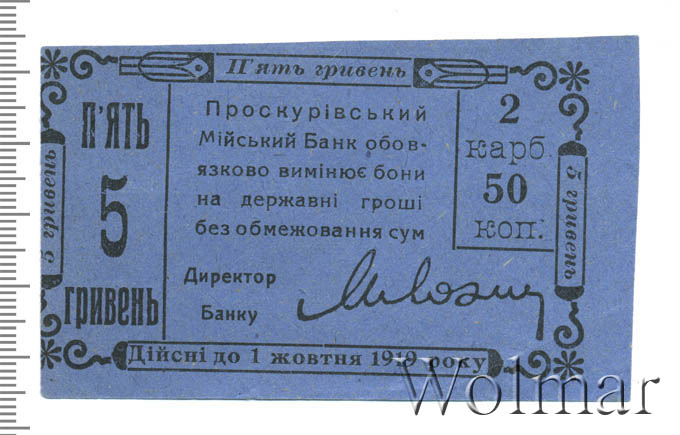 П'ять гривень
П'ЯТЬ
5
гривень
5 гривень
Проскурівський
Мійський Банк обов-
язково вимінює бони
на державні гроші
без обмежовання сум
Директор
Банку
2
карб.
50
коп.
5 гривень
Дійсні до 1 жовтня 1919 року
Wolmar